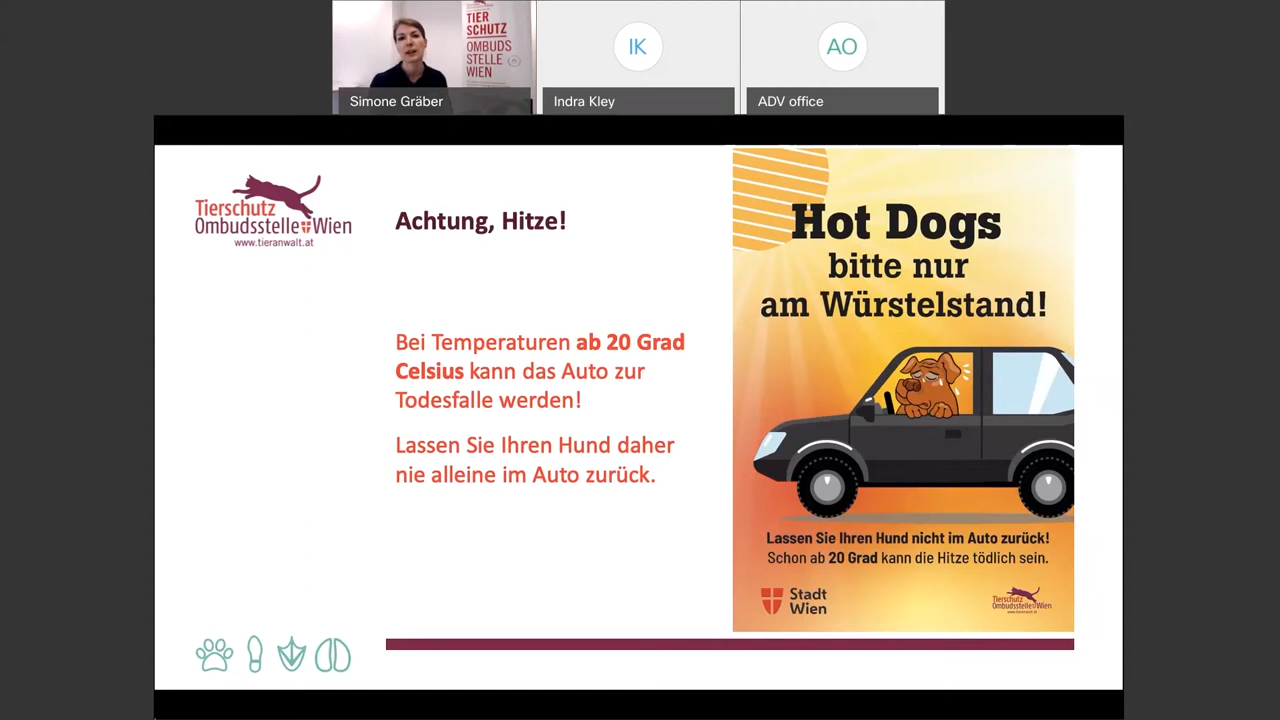 TIER
SCHUTZ
OMBUDS
STELLE
WIEN
IK
AO
Simone Gräber
Indra Kley
ADV office
Tierschutz
Ombudsstelle Wien
www.tieranwalt.at
Achtung, Hitze!
Bei Temperaturen ab 20 Grad
Celsius kann das Auto zur
Todesfalle werden!
Lassen Sie Ihren Hund daher
nie alleine im Auto zurück.
Hot Dogs
bitte nur
am Würstelstand!
Lassen Sie Ihren Hund nicht im Auto zurück!
Schon ab 20 Grad kann die Hitze tödlich sein.
Stadt
Wien
Tierschutz
Ombudsstelle Wien
www.tieranwalt.at